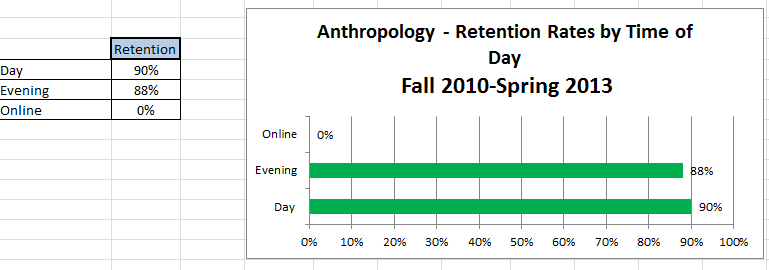 Retention
Day 90%
Evening 88%
Online 0%
Anthropology - Retention Rates by Time of
Day
Fall 2010-Spring 2013
Online 0%
Evening 88%
Day 90%
0% 10% 20% 30% 40% 50% 60% 70% 80% 90% 100%